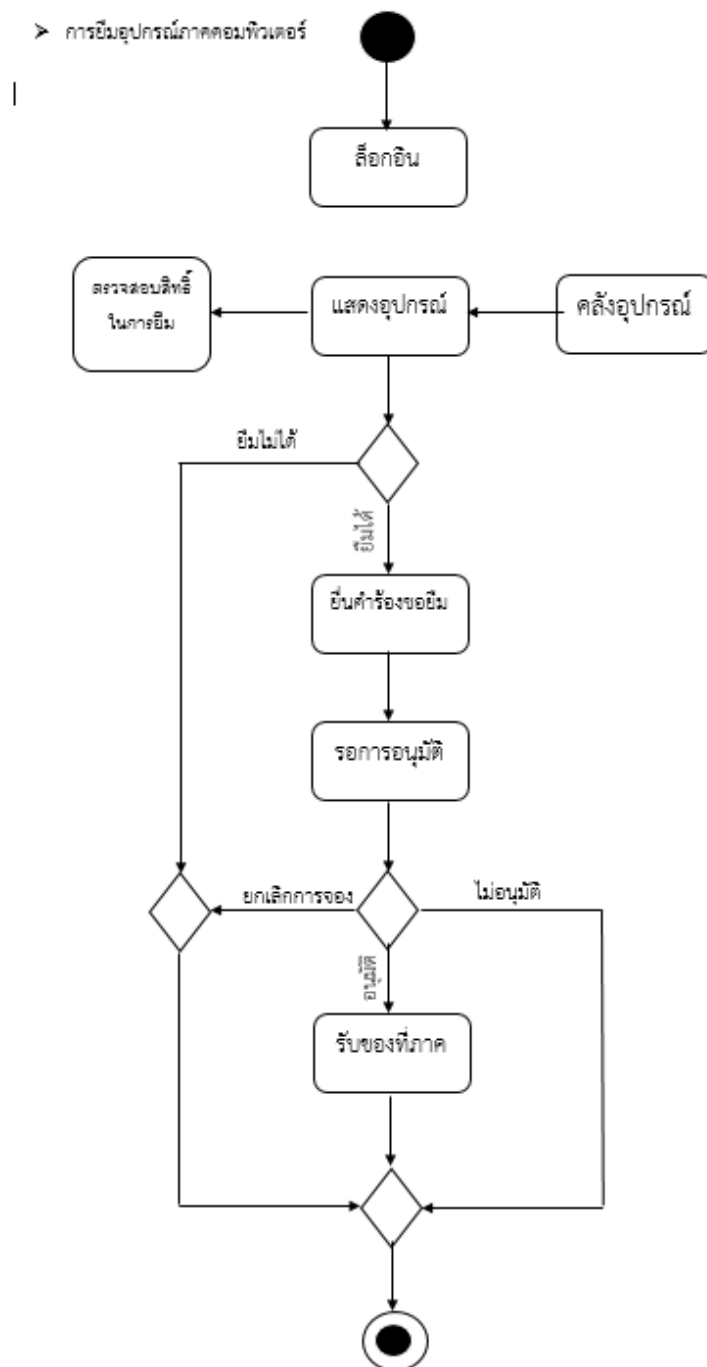 ➤ การยืมอุปกรณ์ภาคคอมพิวเตอร์
ล็อกอิน
ตรวจสอบสิทธิ์
ในการยืม
แสดงอุปกรณ์
คลังอุปกรณ์
ยืมไม่ได้
ยืมได้
ยื่นคำร้องขอยืม
รอการอนุมัติ
ยกเลิกการจอง
ไม่อนุมัติ
อนุมัติ
รับของที่ภาค